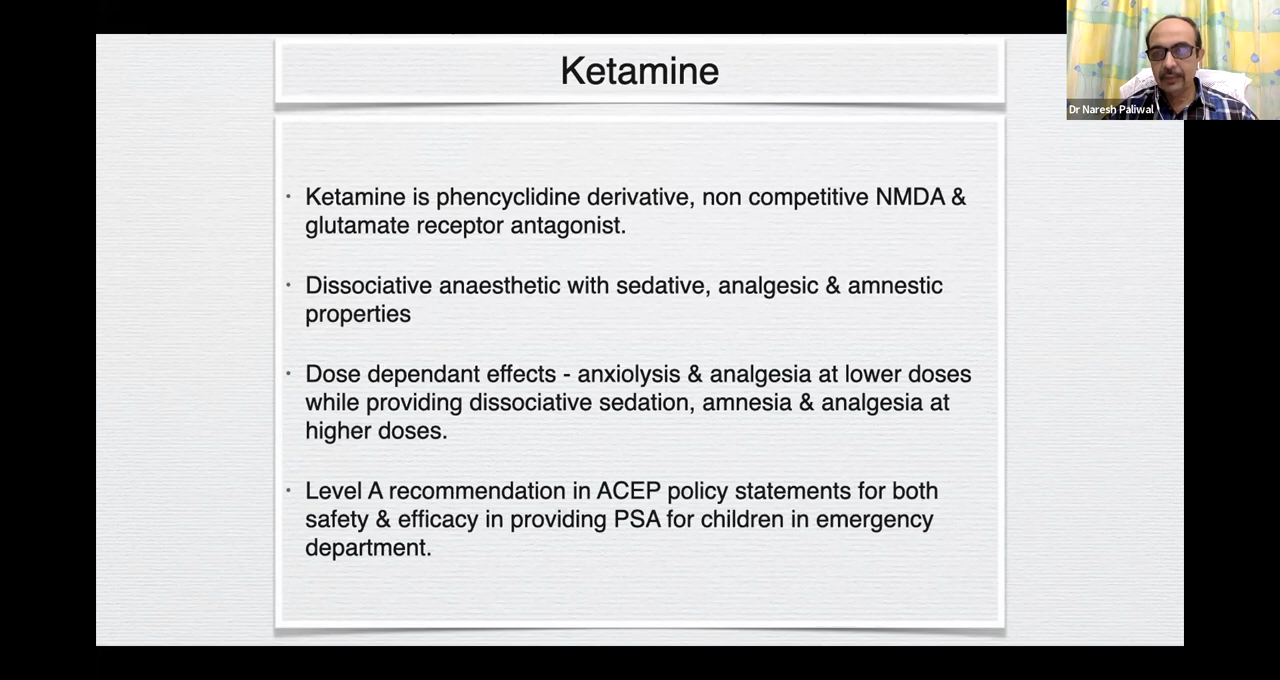 Ketamine
Dr Naresh Paliwal
• Ketamine is phencyclidine derivative, non competitive NMDA &
glutamate receptor antagonist.
• Dissociative anaesthetic with sedative, analgesic & amnestic
properties
• Dose dependant effects - anxiolysis & analgesia at lower doses
while providing dissociative sedation, amnesia & analgesia at
higher doses.
• Level A recommendation in ACEP policy statements for both
safety & efficacy in providing PSA for children in emergency
department.